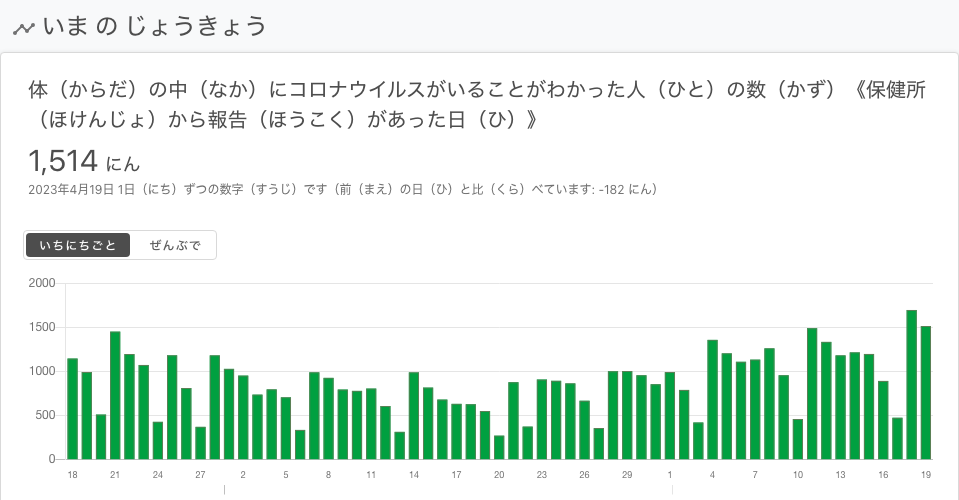 いま の じょうきょう
体（からだ）の中（なか）にコロナウイルスがいることがわかった人（ひと）の数（かず）《保健所
（ほけんじょ）から報告（ほうこく）があった日（ひ）》
1,514 にん
2023年4月19日 1日（にち）ずつの数字（すうじ）です（前（まえ）の日（ひ）と比（くら）べています: -182 にん）
いちにちごと ぜんぶで
2000
1500
1000
500
0
18 21 24 27 2 5 8 11 14 17 20 23 26 29 1 4 7 10 13 16 19